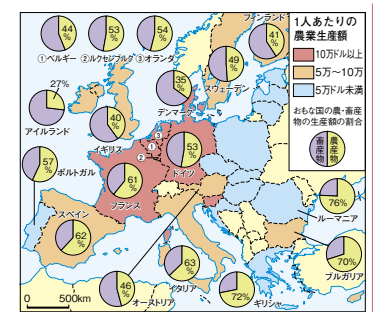 フィンランド
1人あたりの
農業生産額
10万ドル以上
5万～10万
5万ドル未満
おもな国の農・畜産
物の生産額の割合
畜産物
農産物
44%
①ベルギー
53%
②ルクセンブルク
54%
③オランダ
41%
49%
スウェーデン
35%
デンマーク
27%
アイルランド
40%
イギリス
③
①
②
53%
ドイツ
57%
ポルトガル
61%
フランス
76%
ルーマニア
スペイン
62%
70%
ブルガリア
63%
イタリア
46%
オーストリア
72%
ギリシャ
0 500km